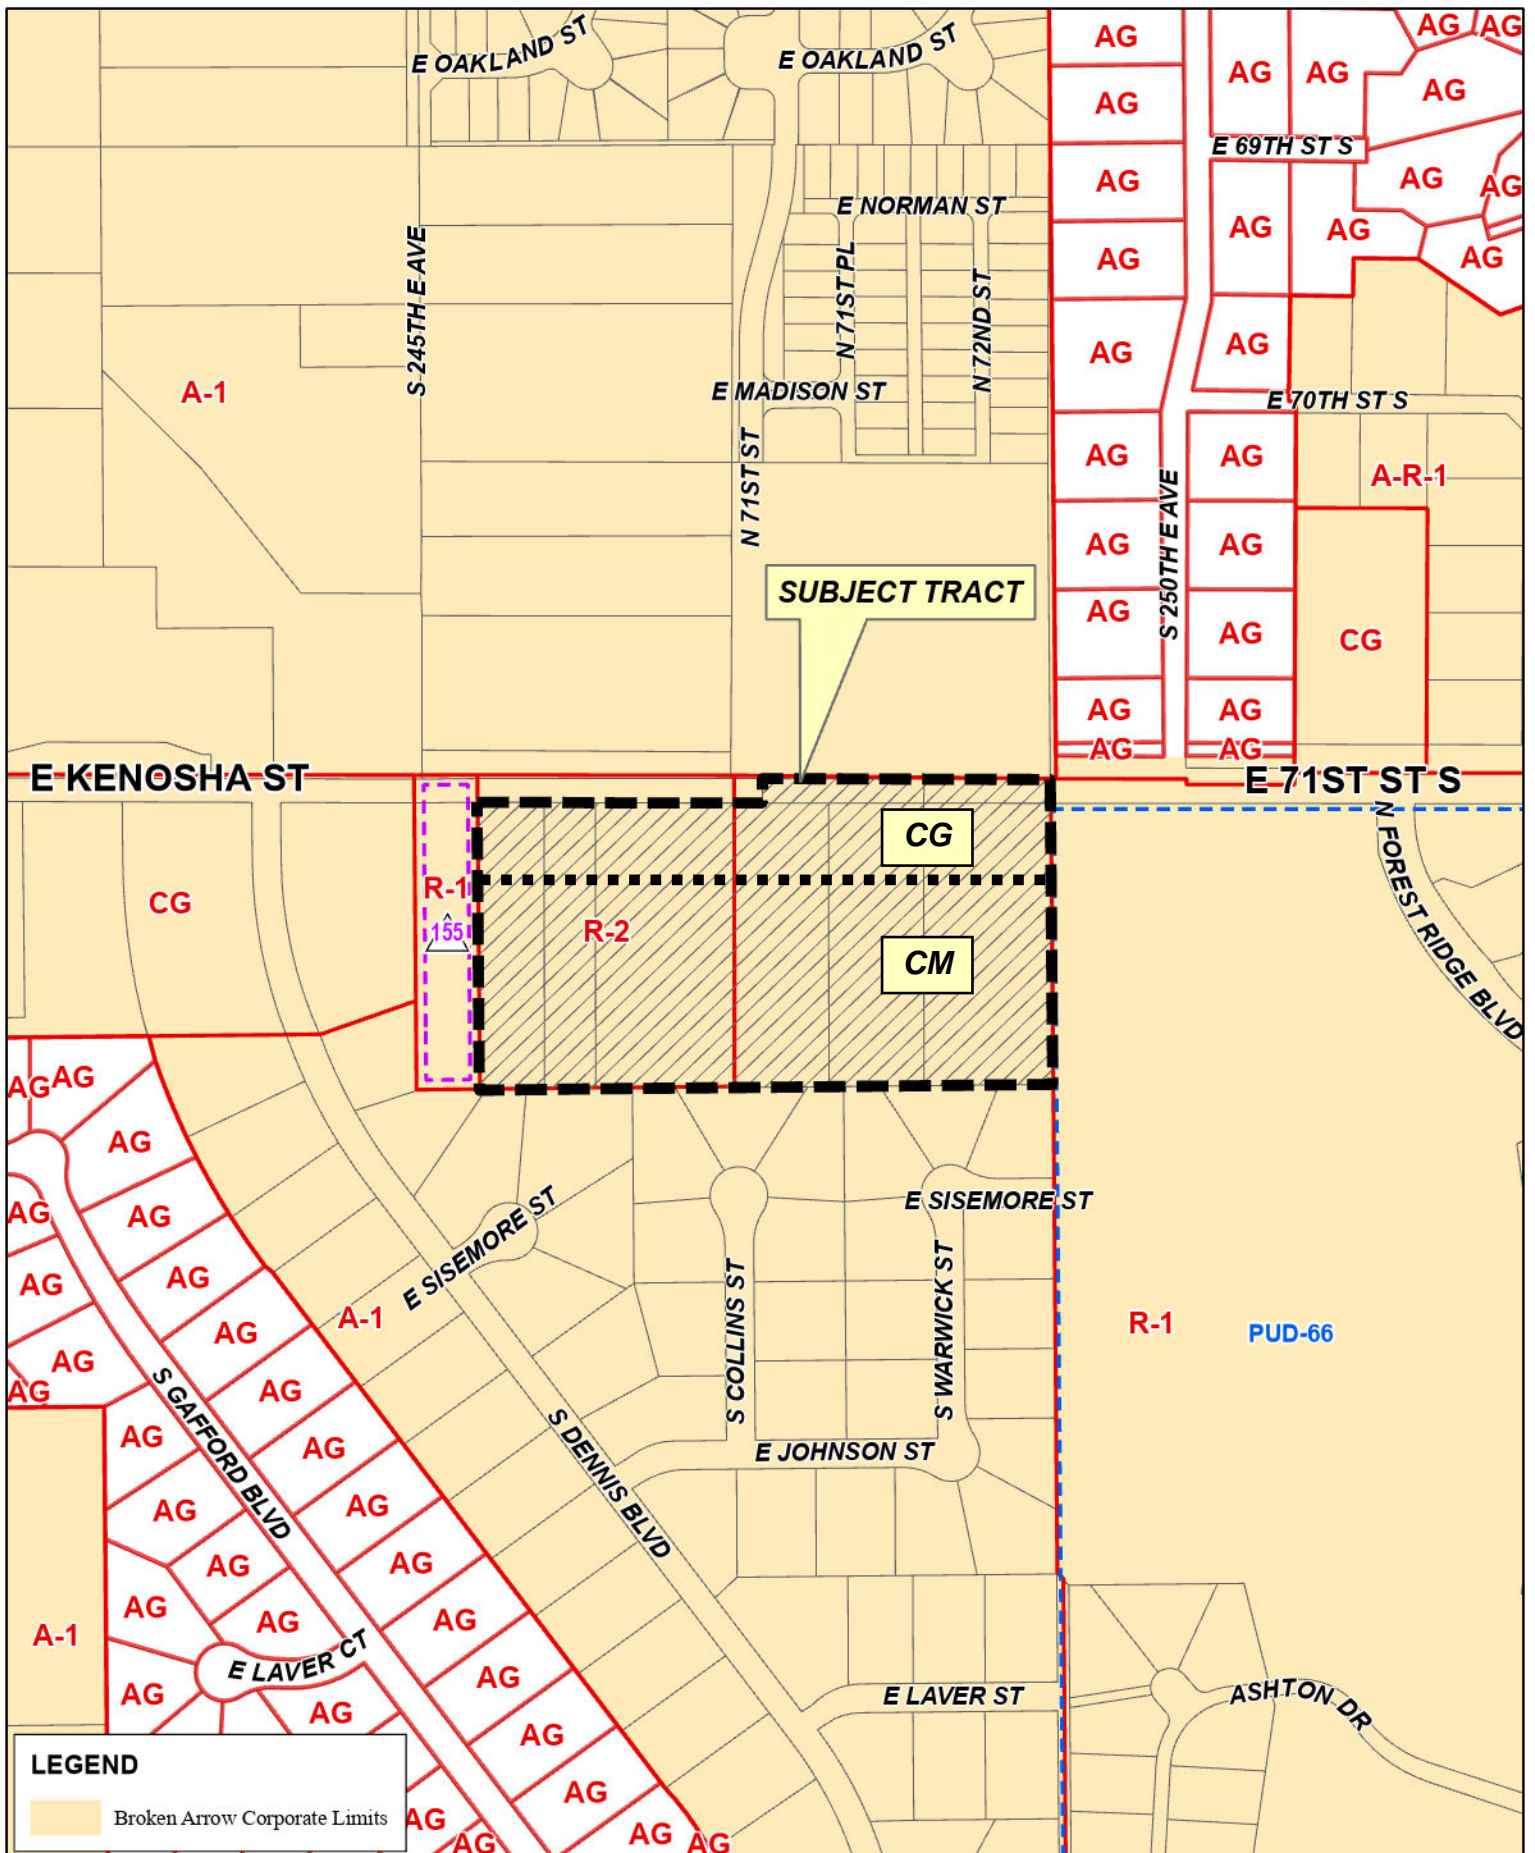 E OAKLAND ST
E OAKLAND ST
AG
AG
AG
AG
AG
AG
AG
E 69TH ST S
AG
AG
AG
E NORMAN ST
AG
AG
AG
AG
S 245TH E AVE
N 71ST PL
N 72ND ST
AG
AG
A-1
E MADISON ST
E 70TH ST S
N 71ST ST
AG
AG
A-R-1
S 250TH E AVE
AG
AG
SUBJECT TRACT
AG
AG
CG
AG
AG
AG
AG
E KENOSHA ST
E 71ST ST S
CG
R-1
155
R-2
CG
CM
N FOREST RIDGE BLVD
AG
AG
AG
AG
AG
AG
AG
E SISEMORE ST
E SISEMORE ST
A-1
AG
AG
AG
AG
S COLLINS ST
S WARWICK ST
R-1
PUD-66
S GAFFORD BLVD
AG
AG
S DENNIS BLVD
E JOHNSON ST
AG
AG
AG
AG
AG
AG
AG
A-1
E LAVER CT
AG
AG
AG
E LAVER ST
ASHTON DR
AG
AG
AG
AG
AG
AG
LEGEND
Broken Arrow Corporate Limits